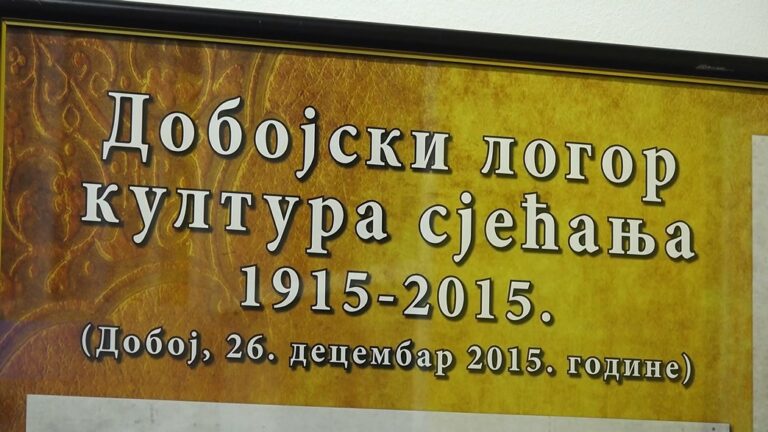 Добојски логор
култура сјећања
1915-2015.
(Добој, 26. децембар 2015. године)